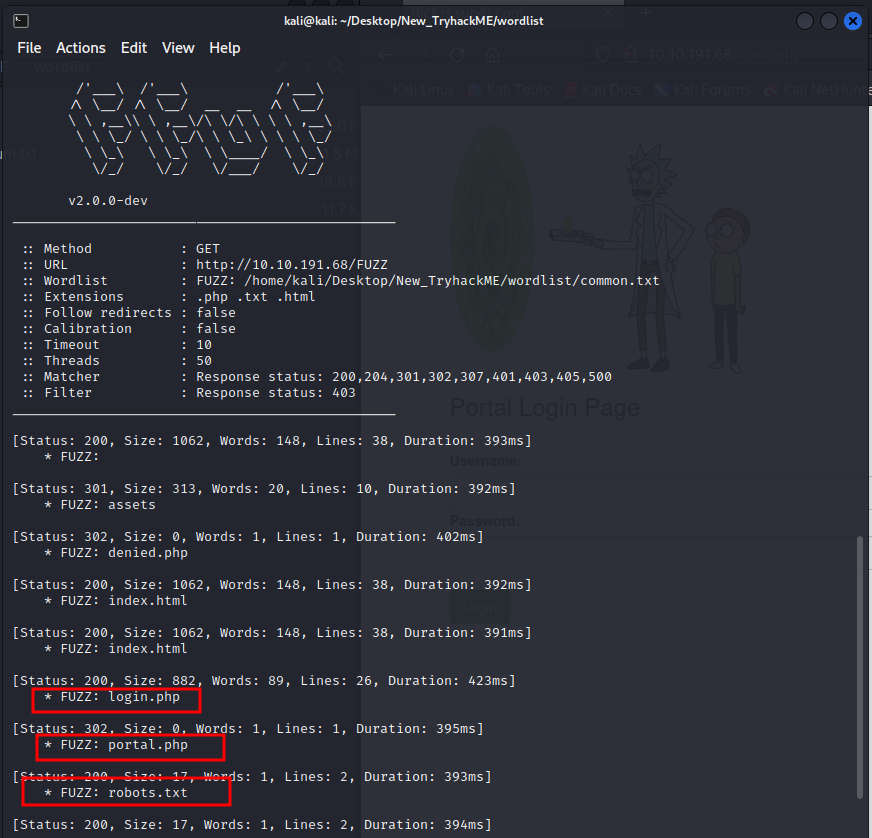 kali@kali: ~/Desktop/New_TryhackME/wordlist
File Actions Edit View Help
10.10.191.68/login.php
Kali Linux Kali Tools Kali Docs Kali Forums Kali NetHunte
v2.0.0-dev
:: Method : GET
:: URL : http://10.10.191.68/FUZZ
:: Wordlist : FUZZ: /home/kali/Desktop/New_TryhackME/wordlist/common.txt
:: Extensions : .php .txt .html
:: Follow redirects : false
:: Calibration : false
:: Timeout : 10
:: Threads : 50
:: Matcher : Response status: 200,204,301,302,307,401,403,405,500
:: Filter : Response status: 403
Portal Login Page
Username:
Password:
Login
[Status: 200, Size: 1062, Words: 148, Lines: 38, Duration: 393ms]
* FUZZ:
[Status: 301, Size: 313, Words: 20, Lines: 10, Duration: 392ms]
* FUZZ: assets
[Status: 302, Size: 0, Words: 1, Lines: 1, Duration: 402ms]
* FUZZ: denied.php
[Status: 200, Size: 1062, Words: 148, Lines: 38, Duration: 392ms]
* FUZZ: index.html
[Status: 200, Size: 1062, Words: 148, Lines: 38, Duration: 391ms]
* FUZZ: index.html
[Status: 200, Size: 882, Words: 89, Lines: 26, Duration: 423ms]
* FUZZ: login.php
[Status: 302, Size: 0, Words: 1, Lines: 1, Duration: 395ms]
* FUZZ: portal.php
[Status: 200, Size: 17, Words: 1, Lines: 2, Duration: 393ms]
* FUZZ: robots.txt
[Status: 200, Size: 17, Words: 1, Lines: 2, Duration: 394ms]